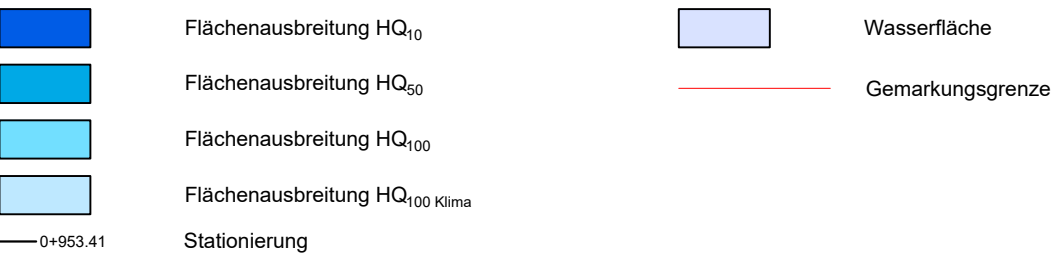 Flächenausbreitung HQ10
Flächenausbreitung HQ50
Flächenausbreitung HQ100
Flächenausbreitung HQ100 Klima
0+953.41 Stationierung
Wasserfläche
Gemarkungsgrenze